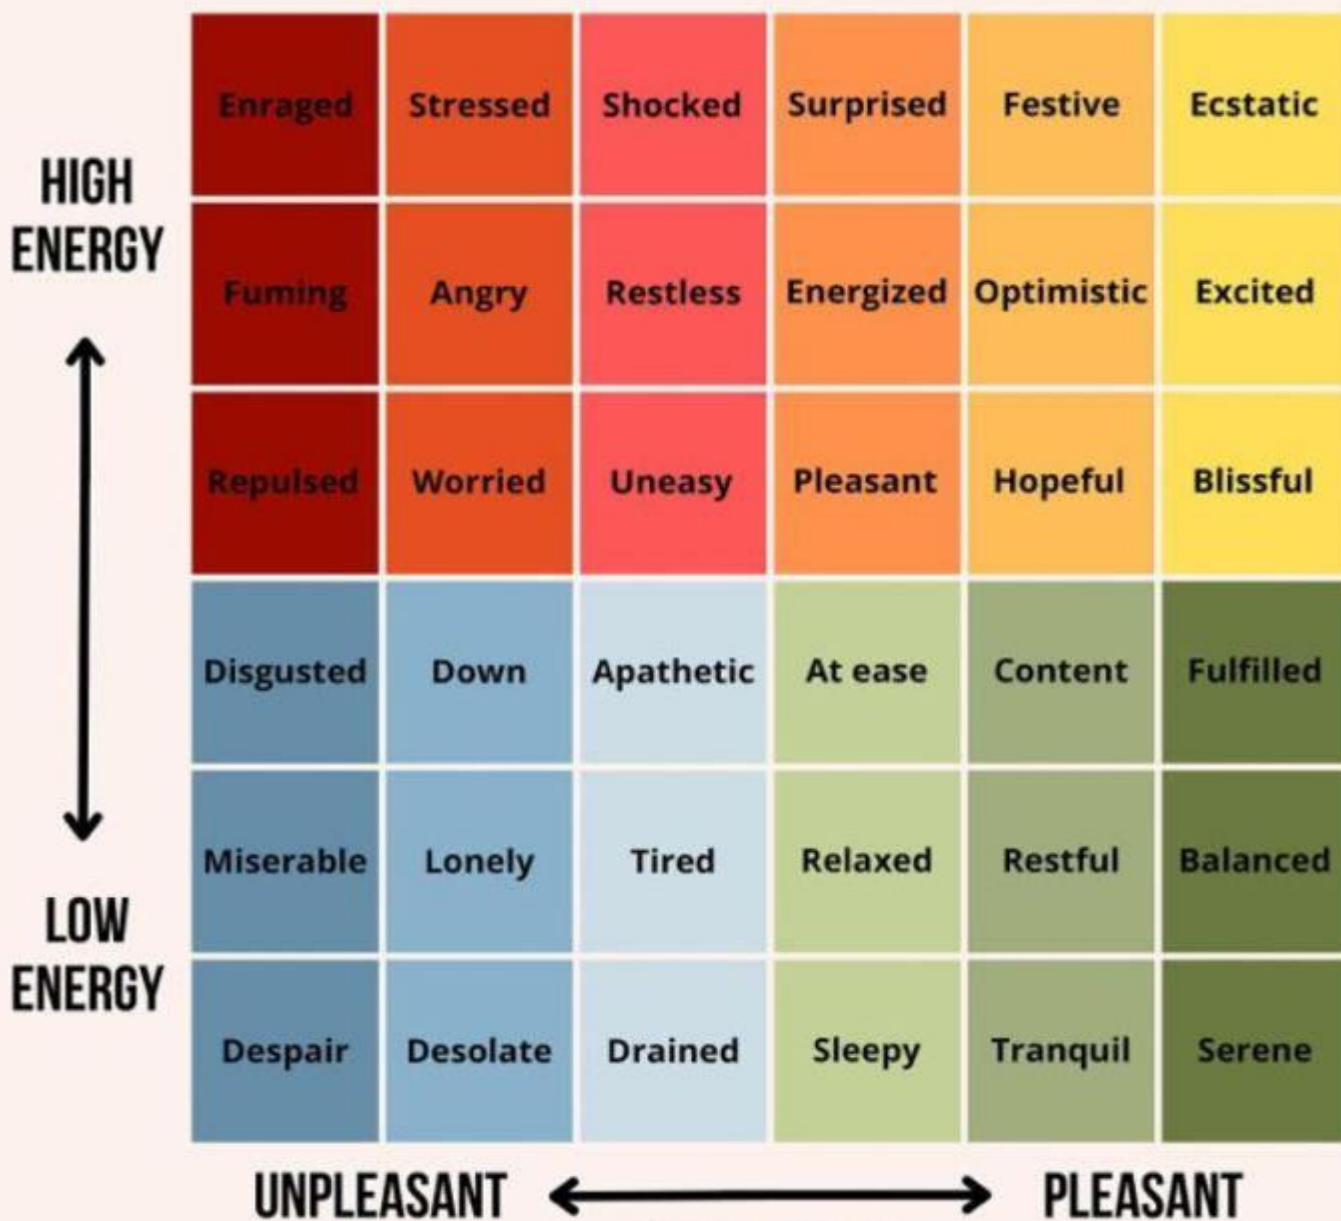 Enraged Stressed Shocked Surprised Festive Ecstatic
HIGH
ENERGY
Fuming Angry Restless Energized Optimistic Excited
Repulsed Worried Uneasy Pleasant Hopeful Blissful
Disgusted Down Apathetic At ease Content Fulfilled
Miserable Lonely Tired Relaxed Restful Balanced
LOW
ENERGY
Despair Desolate Drained Sleepy Tranquil Serene
UNPLEASANT PLEASANT